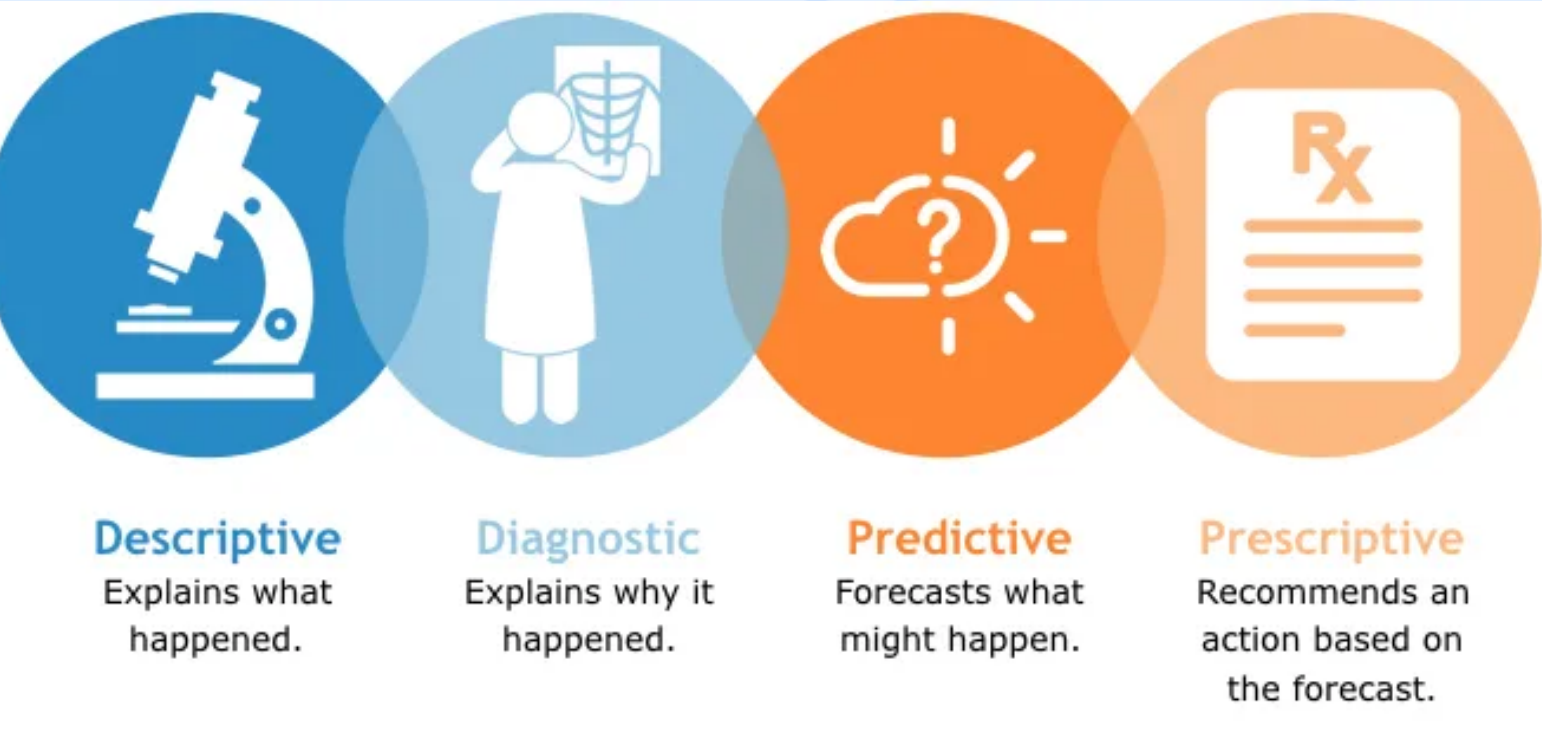 ?
Rx
Descriptive
Explains what
happened.
Diagnostic
Explains why it
happened.
Predictive
Forecasts what
might happen.
Prescriptive
Recommends an
action based on
the forecast.